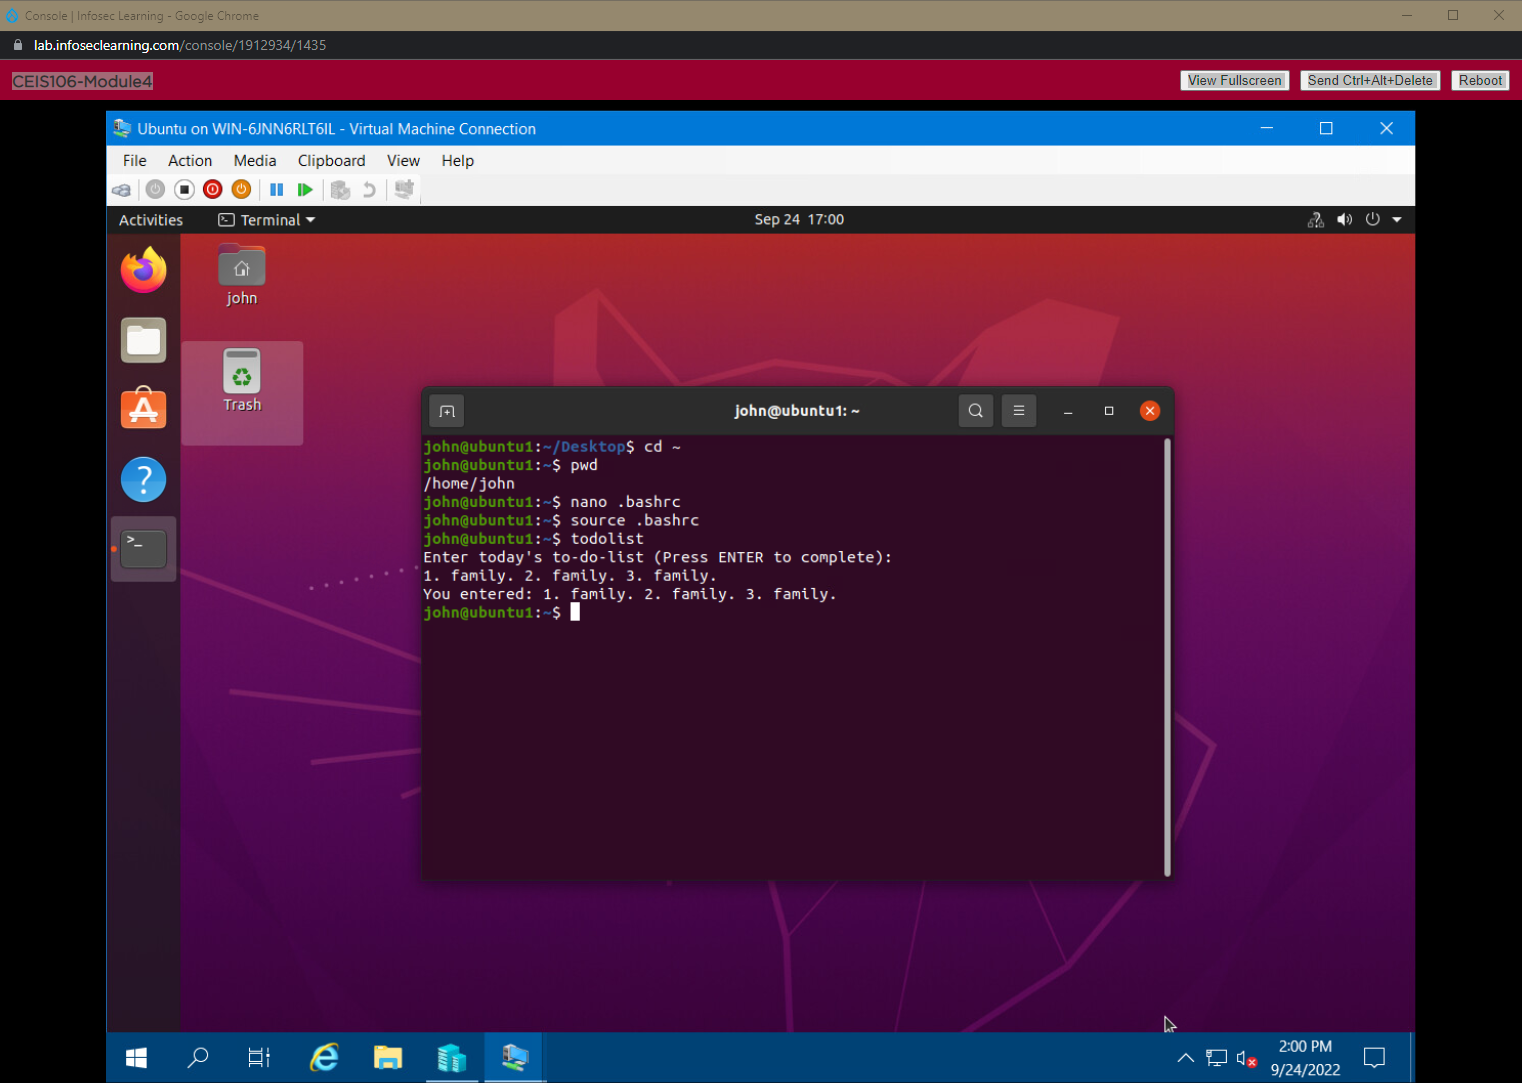 Console | Infosec Learning - Google Chrome
lab.infoseclearning.com/console/1912934/1435
CEIS106-Module4
View Fullscreen
Send Ctrl+Alt+Delete
Reboot
Ubuntu on WIN-6JNN6RLT6IL - Virtual Machine Connection
File Action Media Clipboard View Help
Activities
Terminal
Sep 24 17:00
john
Trash
john@ubuntu1: ~
john@ubuntu1:~/Desktop$ cd ~
john@ubuntu1:~$ pwd
/home/john
john@ubuntu1:~$ nano .bashrc
john@ubuntu1:~$ source .bashrc
john@ubuntu1:~$ todolist
Enter today's to-do-list (Press ENTER to complete):
1. family. 2. family. 3. family.
You entered: 1. family. 2. family. 3. family.
john@ubuntu1:~$
2:00 PM
9/24/2022